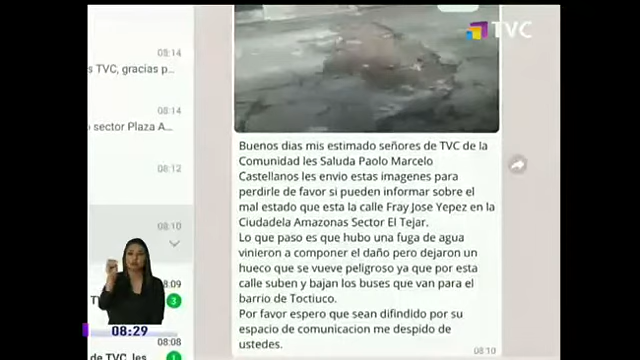 TVC
08:14
s TVC, gracias p...
08:14
o sector Plaza A...
08:12
08:10
8:09
T
3
08:29
08:08
de TVC, les
1
Buenos dias mis estimado señores de TVC de la
Comunidad les Saluda Paolo Marcelo
Castellanos les envio estas imagenes para
perdirle de favor si pueden informar sobre el
mal estado que esta la calle Fray Jose Yepez en la
Ciudadela Amazonas Sector El Tejar.
Lo que paso es que hubo una fuga de agua
vinieron a componer el daño pero dejaron un
hueco que se vueve peligroso ya que por esta
calle suben y bajan los buses que van para el
barrio de Toctiuco.
Por favor espero que sean difindido por su
espacio de comunicacion me despido de
ustedes.
08:10